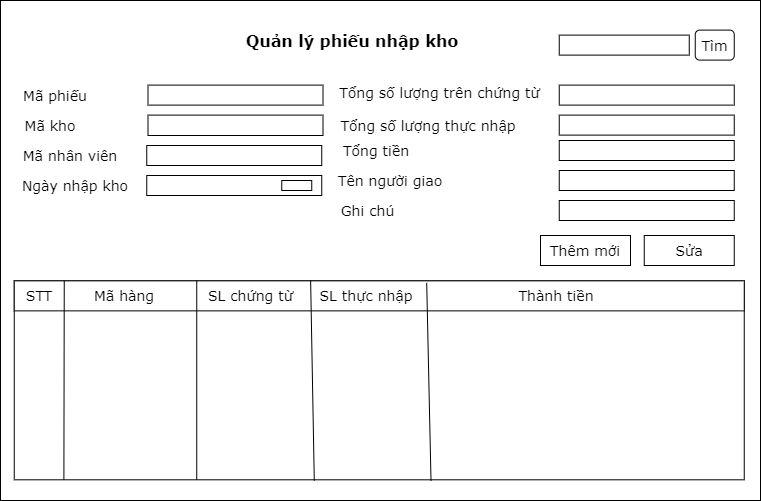 Quản lý phiếu nhập kho
Tìm
Mã phiếu
Mã kho
Mã nhân viên
Ngày nhập kho
Tổng số lượng trên chứng từ
Tổng số lượng thực nhập
Tổng tiền
Tên người giao
Ghi chú
Thêm mới
Sửa
STT Mã hàng SL chứng từ SL thực nhập Thành tiền